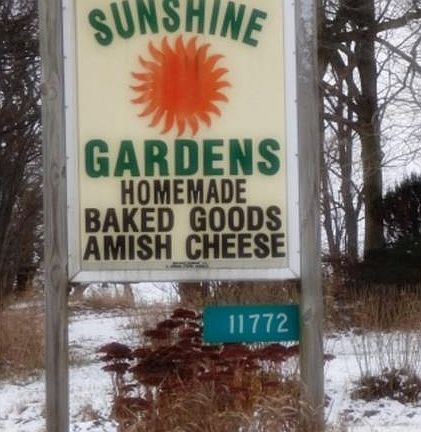 SUNSHINE
GARDENS
HOMEMADE
BAKED GOODS
AMISH CHEESE
11772